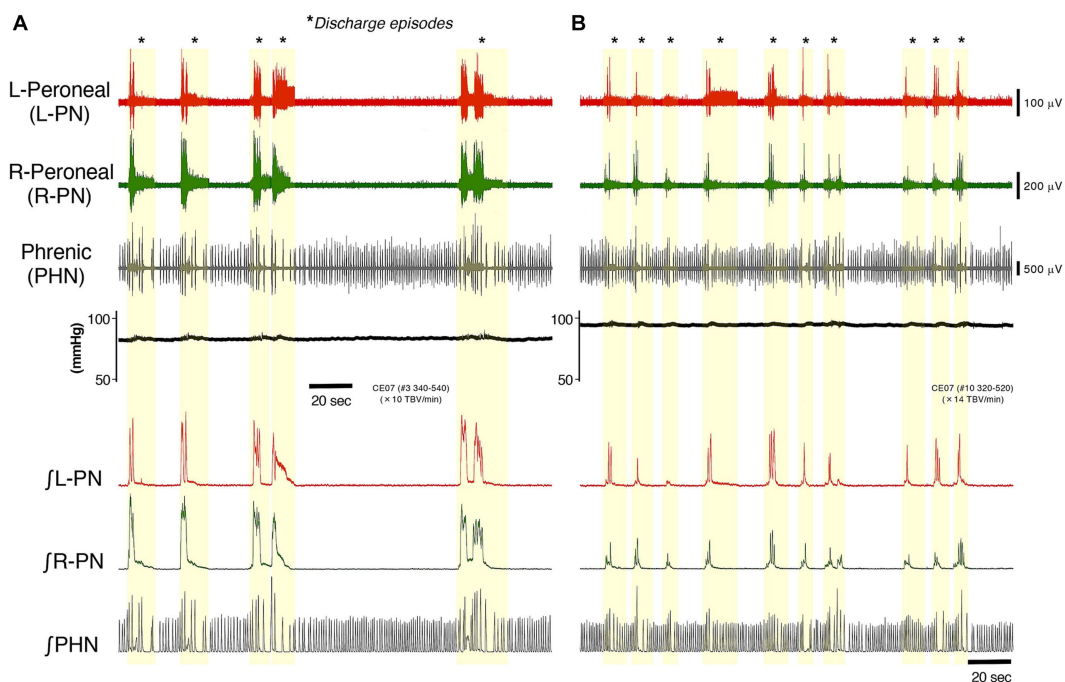 A
*Discharge episodes
B
* * * * *
* * * * * * * * * *
L-Peroneal
(L-PN)
100 μV
R-Peroneal
(R-PN)
200 μV
Phrenic
(PHN)
500 μV
100
(mmHg)
50
100
50
20 sec
CE07 (#3 340-540)
(×10 TBV/min)
CE07 (#10 320-520)
(×14 TBV/min)
∫L-PN
∫R-PN
∫PHN
20 sec